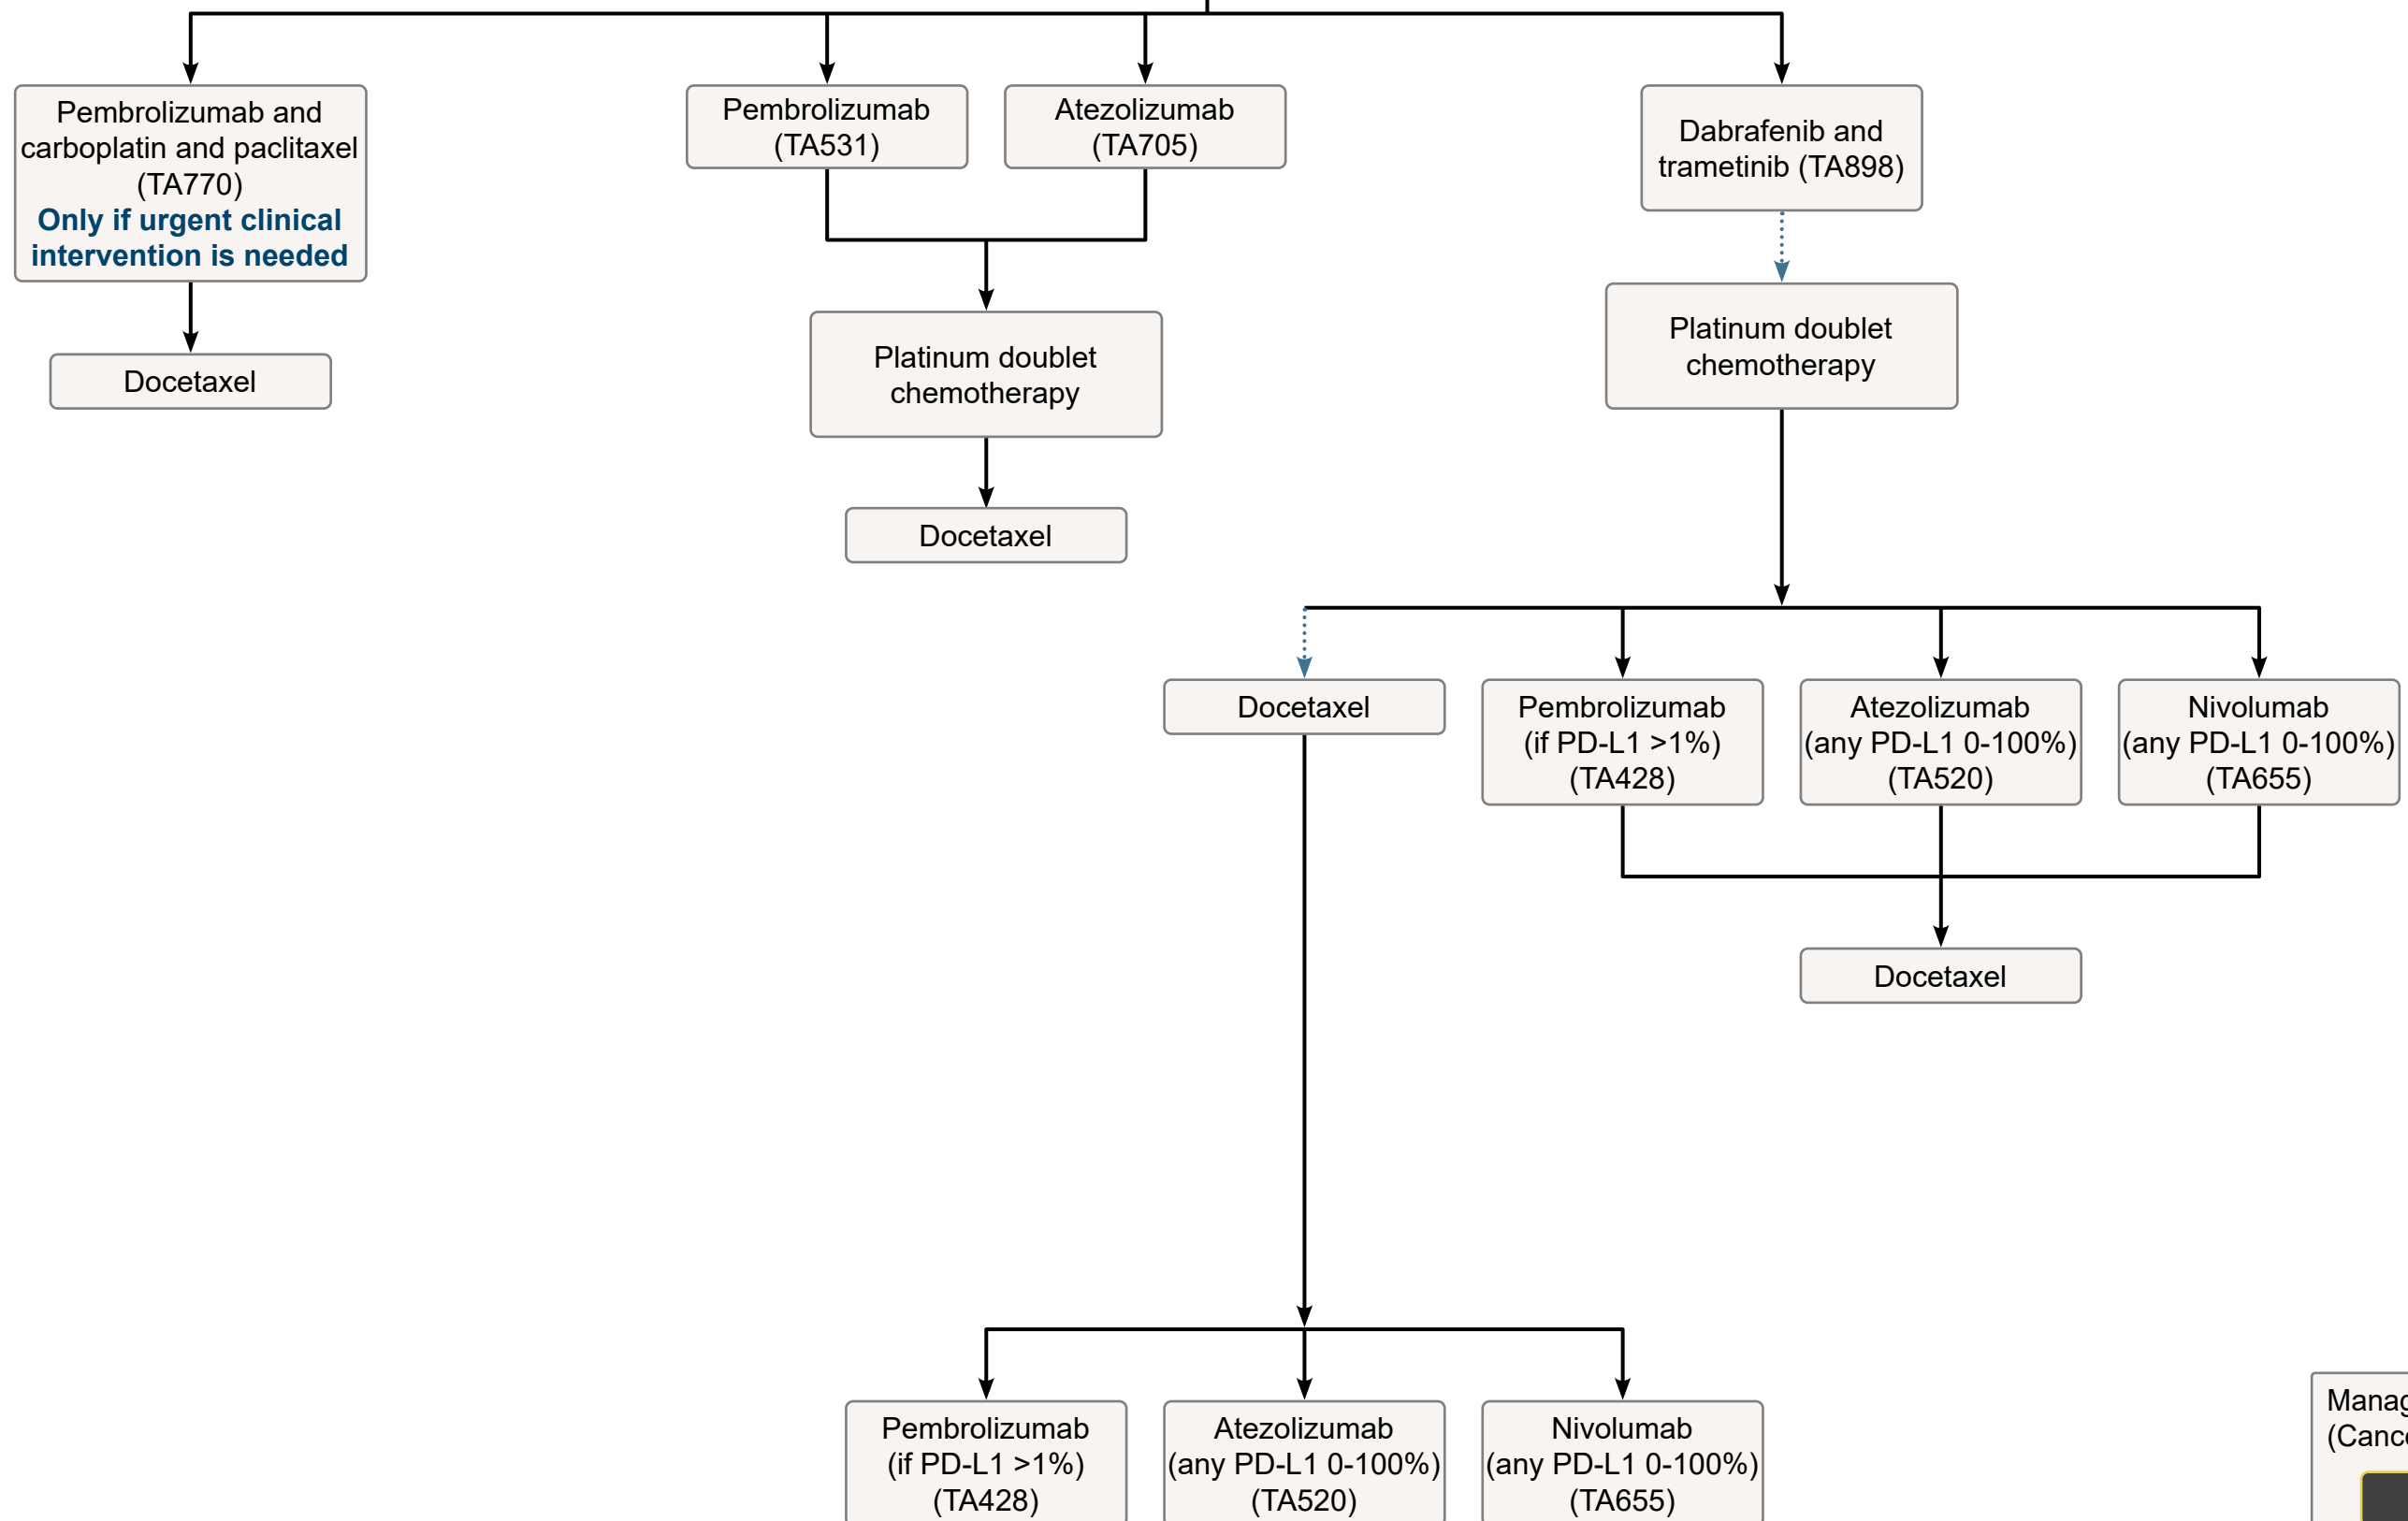 Pembrolizumab and
carboplatin and paclitaxel
(TA770)
Only if urgent clinical
intervention is needed
Pembrolizumab
(TA531)
Atezolizumab
(TA705)
Dabrafenib and
trametinib (TA898)
Docetaxel
Platinum doublet
chemotherapy
Platinum doublet
chemotherapy
Docetaxel
Docetaxel
Pembrolizumab
(if PD-L1 >1%)
(TA428)
Atezolizumab
(any PD-L1 0-100%)
(TA520)
Nivolumab
(any PD-L1 0-100%)
(TA655)
Docetaxel
Pembrolizumab
(if PD-L1 >1%)
(TA428)
Atezolizumab
(any PD-L1 0-100%)
(TA520)
Nivolumab
(any PD-L1 0-100%)
(TA655)